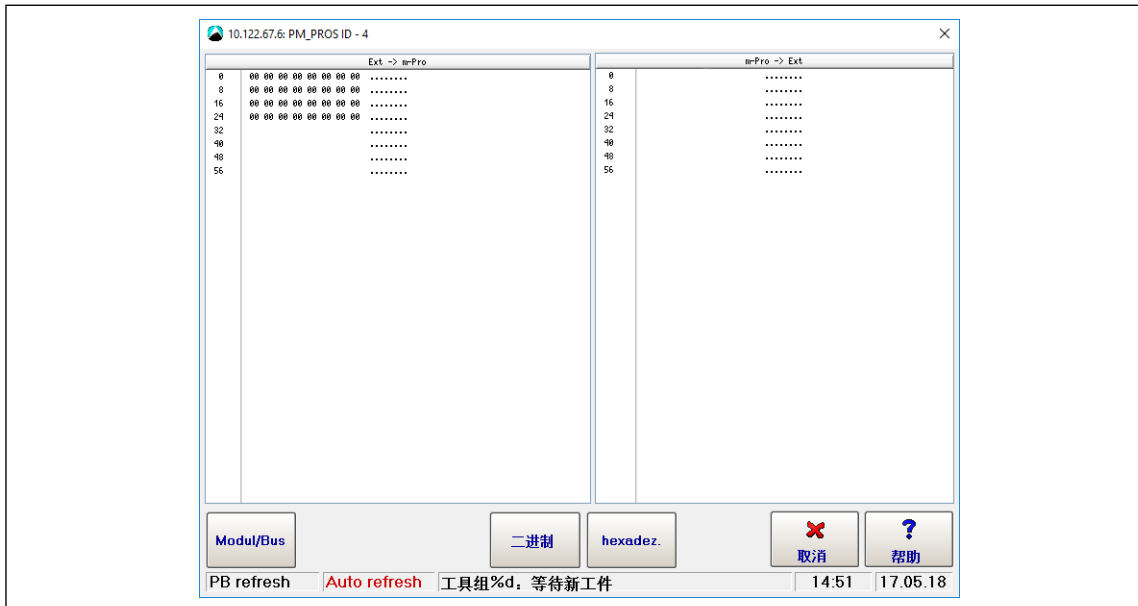 10.122.67.6: PM_PROS ID - 4
Ext -> m-Pro
0 00 00 00 00 00 00 00 00 ........
8 00 00 00 00 00 00 00 00 ........
16 00 00 00 00 00 00 00 00 ........
24 00 00 00 00 00 00 00 00 ........
32 ........
40 ........
48 ........
56 ........
m-Pro -> Ext
0 ........
8 ........
16 ........
24 ........
32 ........
40 ........
48 ........
56 ........
Modul/Bus
二进制
hexadez.
取消
? 帮助
PB refresh Auto refresh 工具组%d：等待新工件 14:51 17.05.18